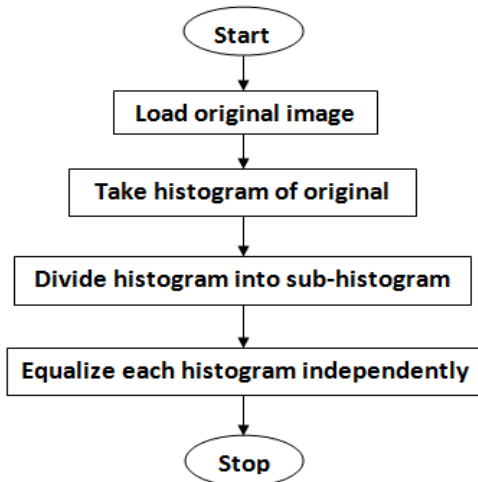 Start
Load original image
Take histogram of original
Divide histogram into sub-histogram
Equalize each histogram independently
Stop